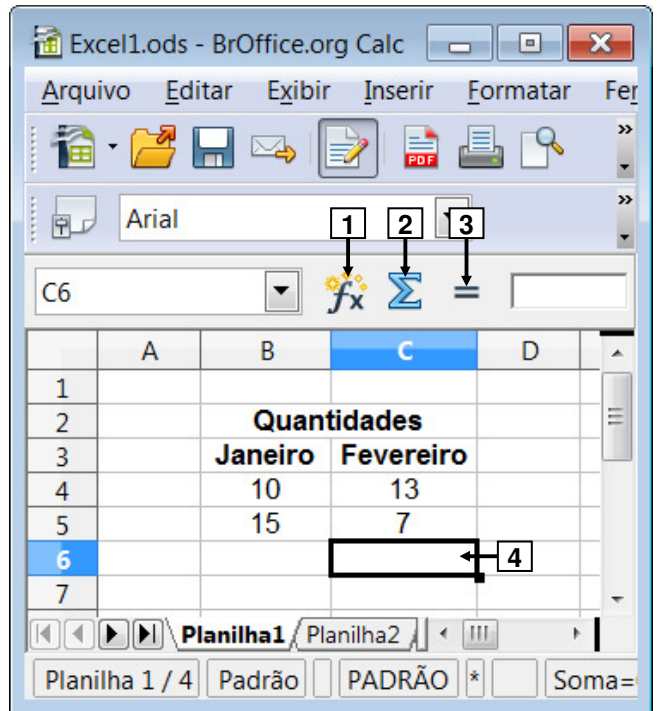 Excel1.ods - BrOffice.org Calc
Arquivo Editar Exibir Inserir Formatar Fer
PDF »
Arial »
1 2 3
C6 fx Σ =
A B C D
1
2 Quantidades
3 Janeiro Fevereiro
4 10 13
5 15 7
6 4
7
Planilha1 Planilha2
Planilha 1 / 4 Padrão PADRÃO * Soma=